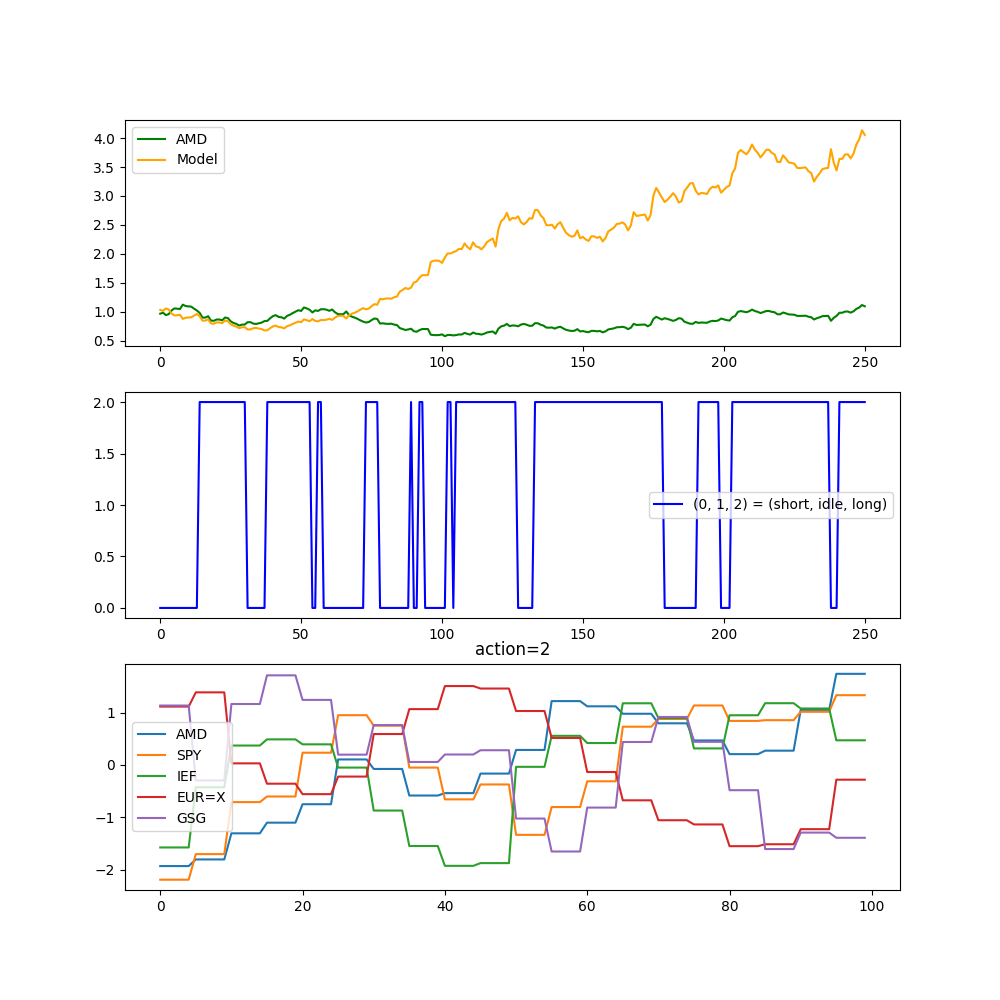 AMD
Model
4.0
3.5
3.0
2.5
2.0
1.5
1.0
0.5
0 50 100 150 200 250
(0, 1, 2) = (short, idle, long)
2.0
1.5
1.0
0.5
0.0
0 50 100 150 200 250
action=2
AMD
SPY
IEF
EUR=X
GSG
1
0
−1
−2
0 20 40 60 80 100